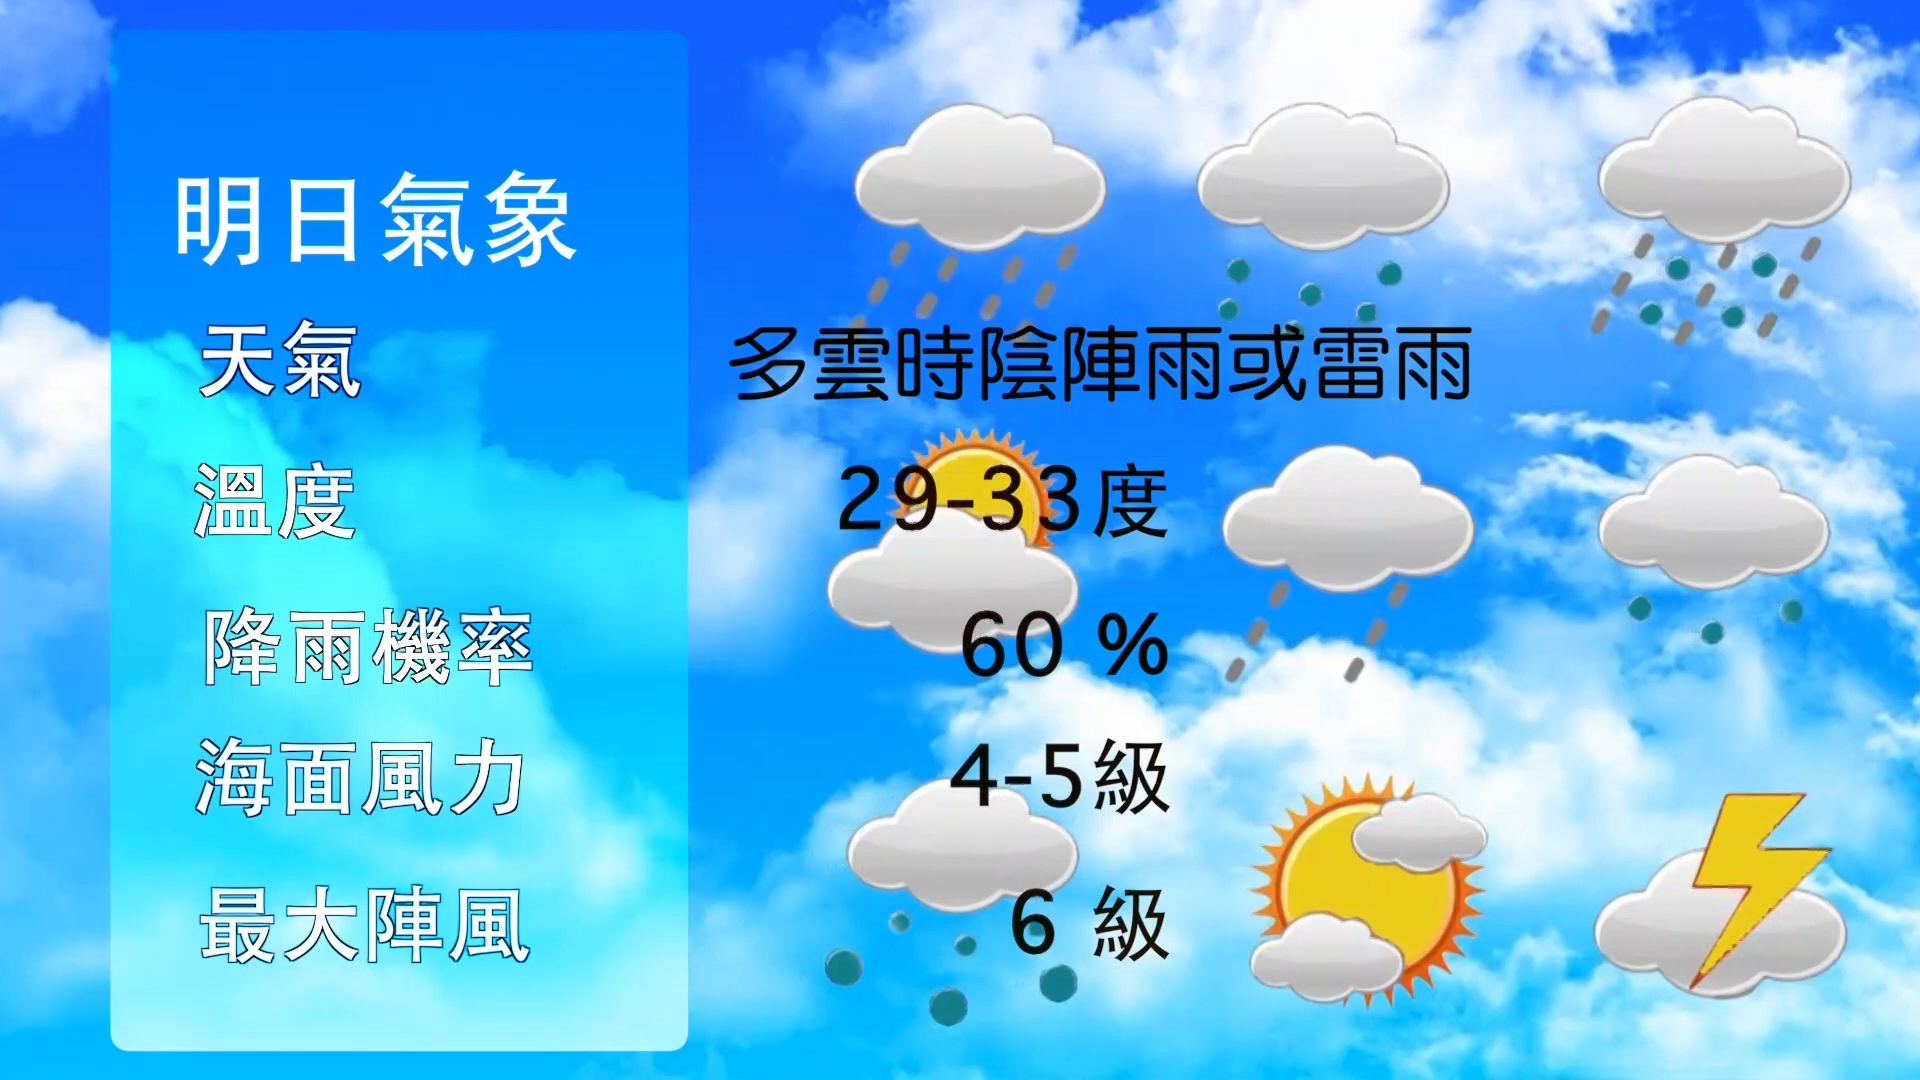 明日氣象
天氣 多雲時陰陣雨或雷雨
溫度 29-33度
降雨機率 60 %
海面風力 4-5級
最大陣風 6 級